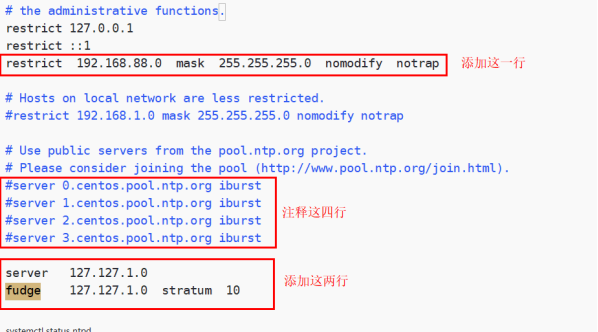 # the administrative functions.
restrict 127.0.0.1
restrict ::1
restrict 192.168.88.0 mask 255.255.255.0 nomodify notrap
添加这一行
# Hosts on local network are less restricted.
#restrict 192.168.1.0 mask 255.255.255.0 nomodify notrap
# Use public servers from the pool.ntp.org project.
# Please consider joining the pool (http://www.pool.ntp.org/join.html).
#server 0.centos.pool.ntp.org iburst
#server 1.centos.pool.ntp.org iburst
#server 2.centos.pool.ntp.org iburst
#server 3.centos.pool.ntp.org iburst
注释这四行
server 127.127.1.0
fudge 127.127.1.0 stratum 10
添加这两行
systemctl status ntpd